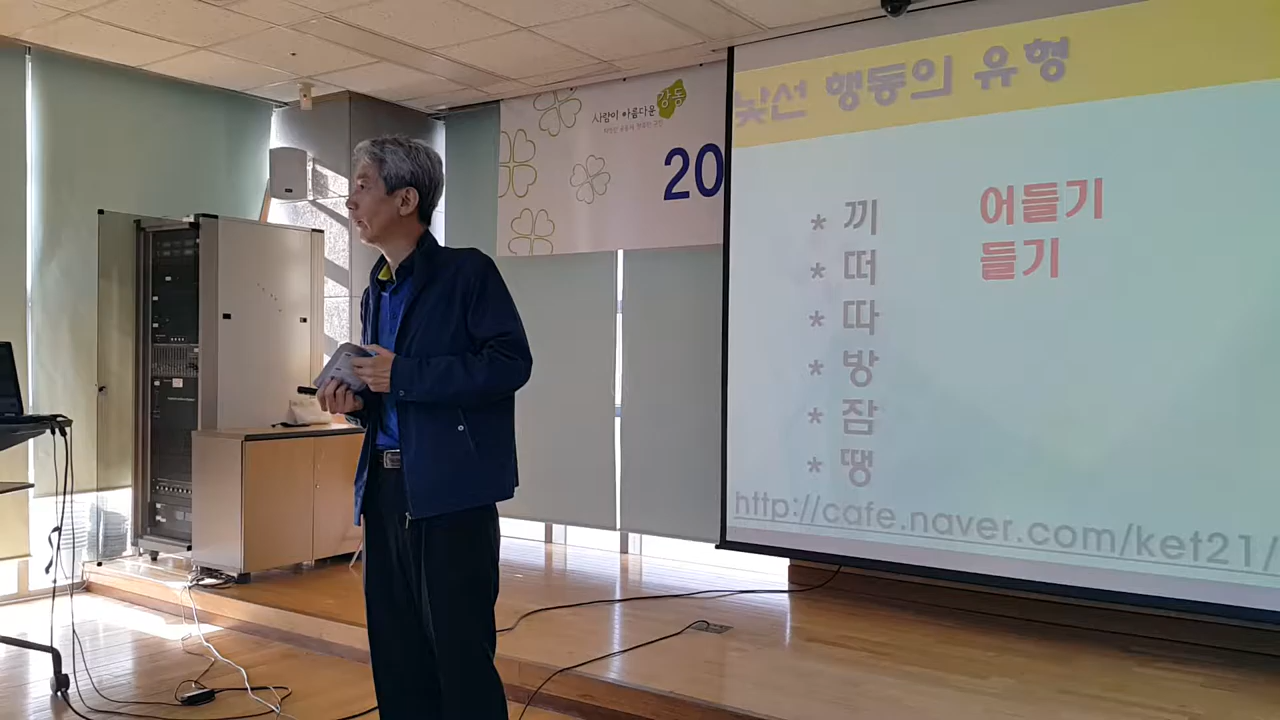 사람이 아름다운 강동
20
낯선 행동의 유형
* 끼 어들기
* 떠 들기
* 따
* 방
* 잠
* 땡
http://cafe.naver.com/ket21/